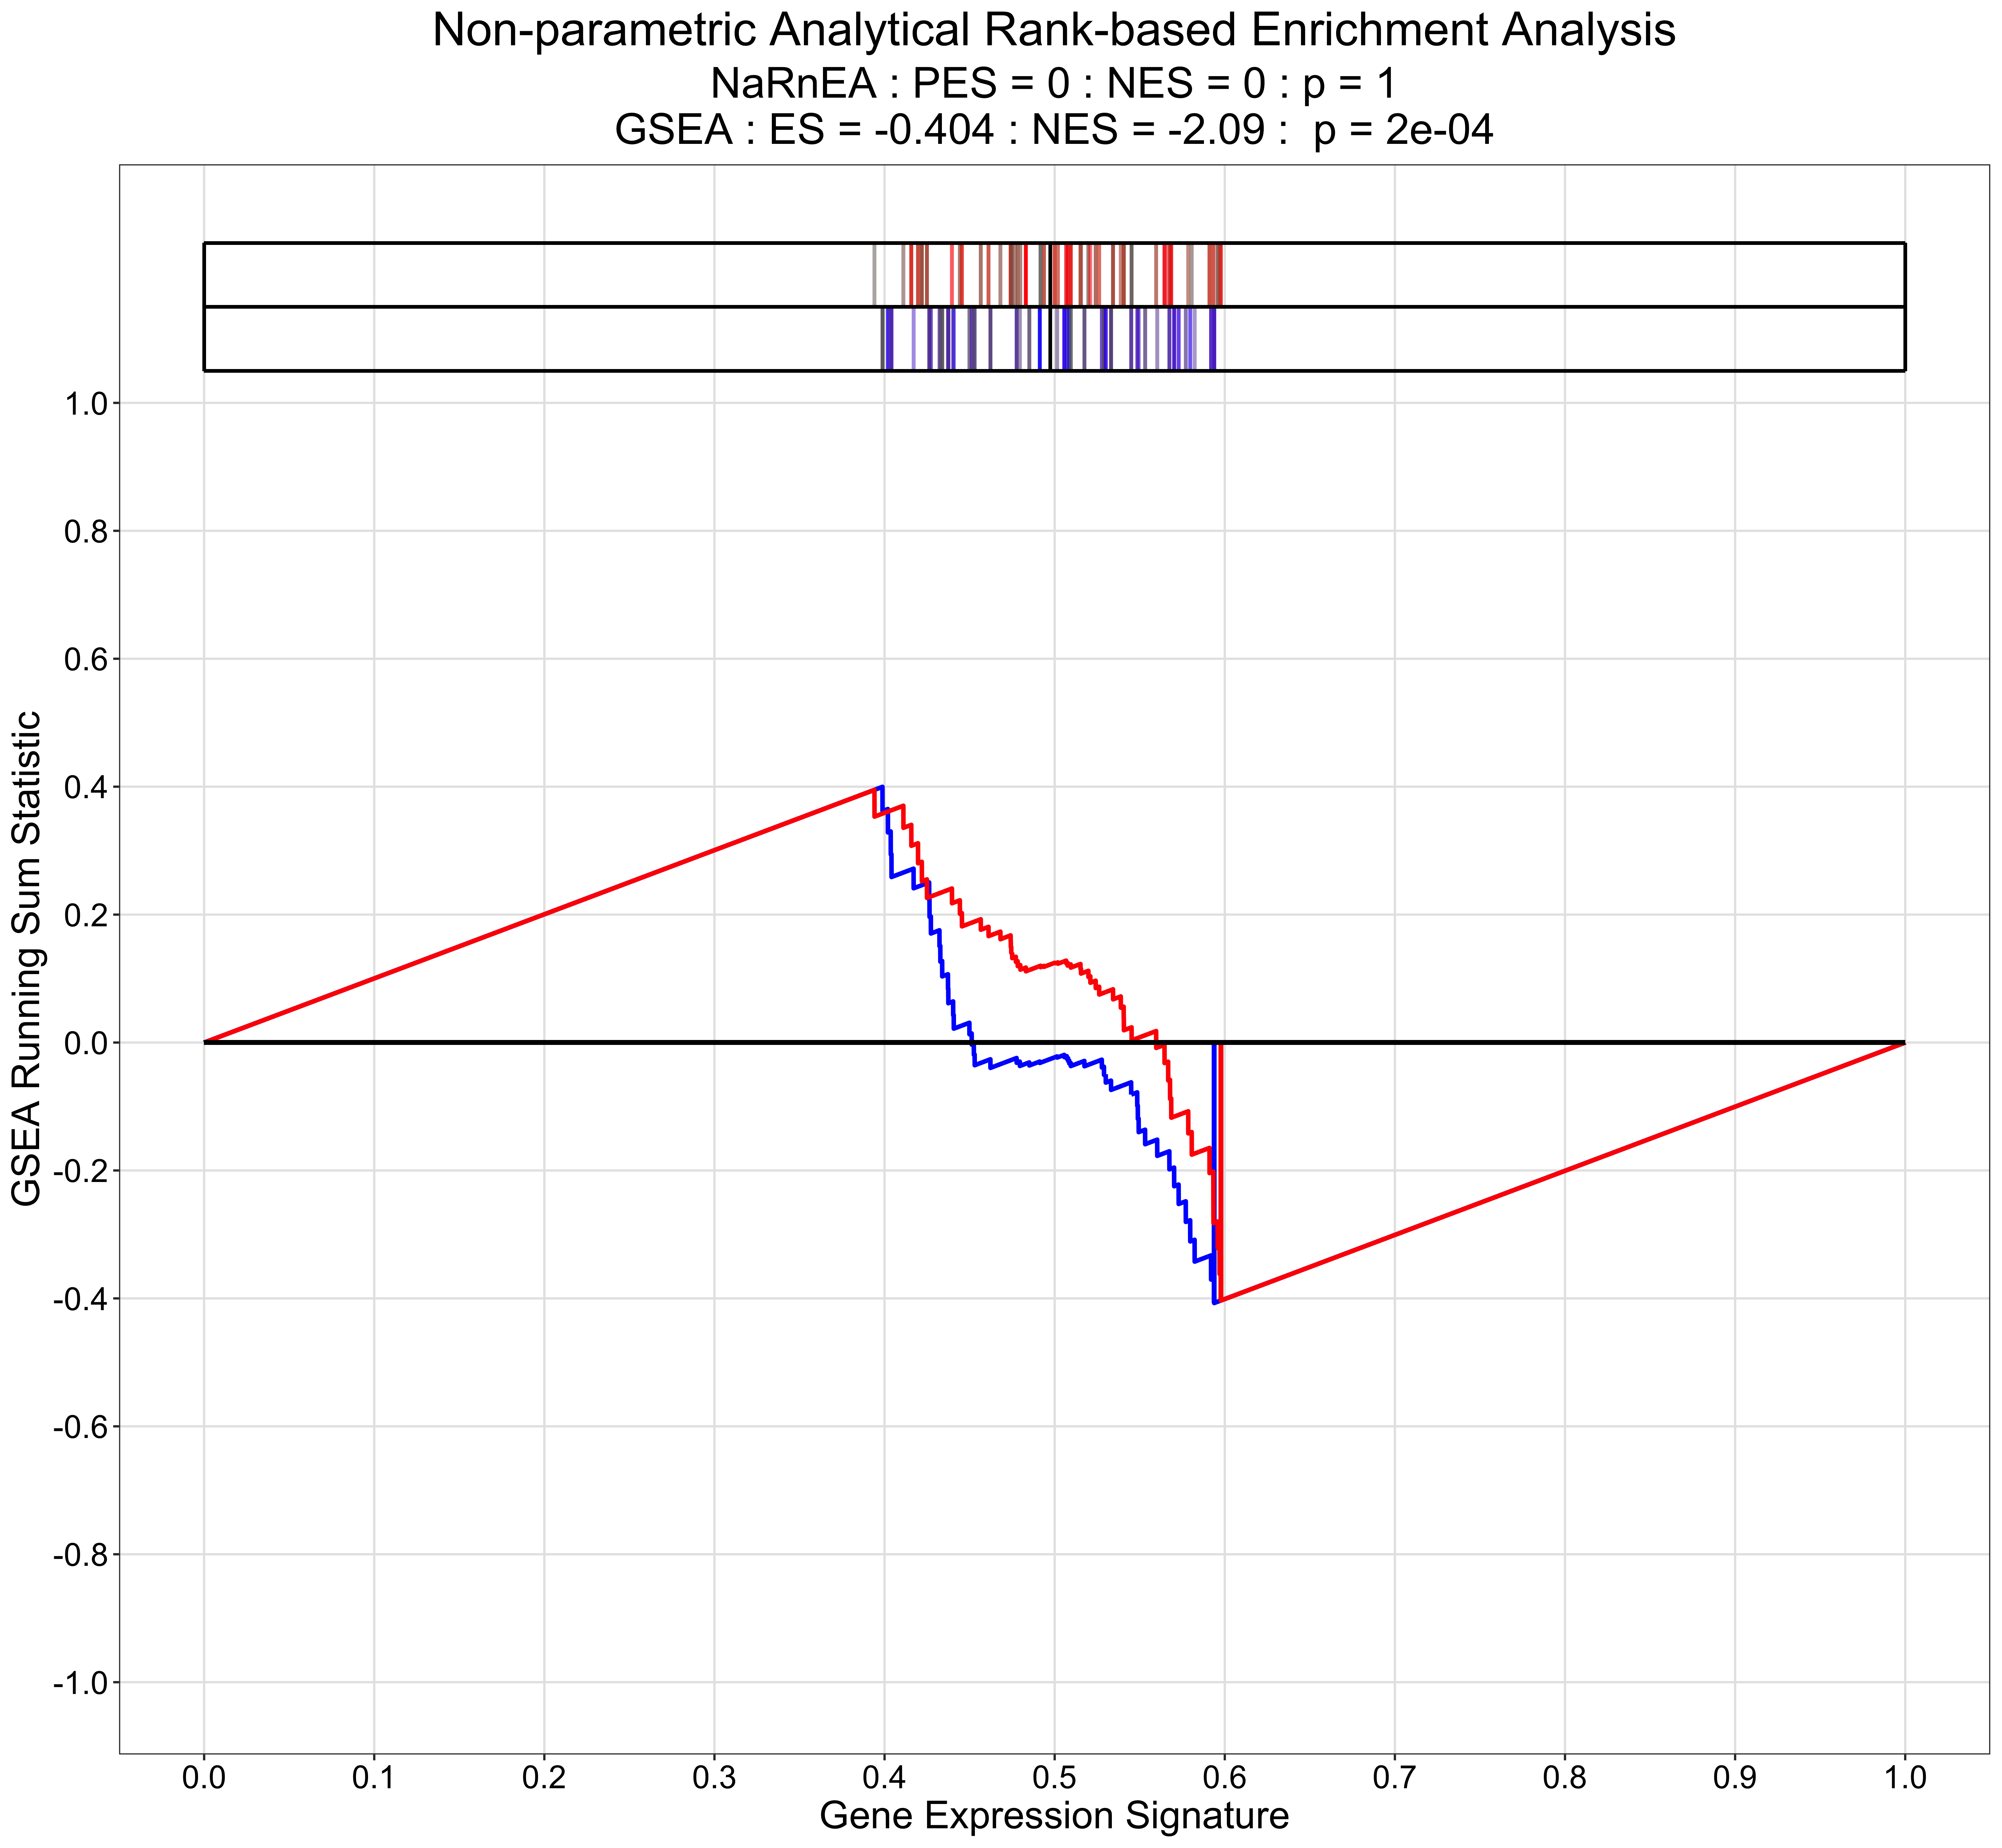 Non-parametric Analytical Rank-based Enrichment Analysis
NaRnEA : PES = 0 : NES = 0 : p = 1
GSEA : ES = -0.404 : NES = -2.09 :  p = 2e-04
1.0
0.8
0.6
0.4
0.2
0.0
-0.2
-0.4
-0.6
-0.8
-1.0
GSEA Running Sum Statistic
0.0 0.1 0.2 0.3 0.4 0.5 0.6 0.7 0.8 0.9 1.0
Gene Expression Signature